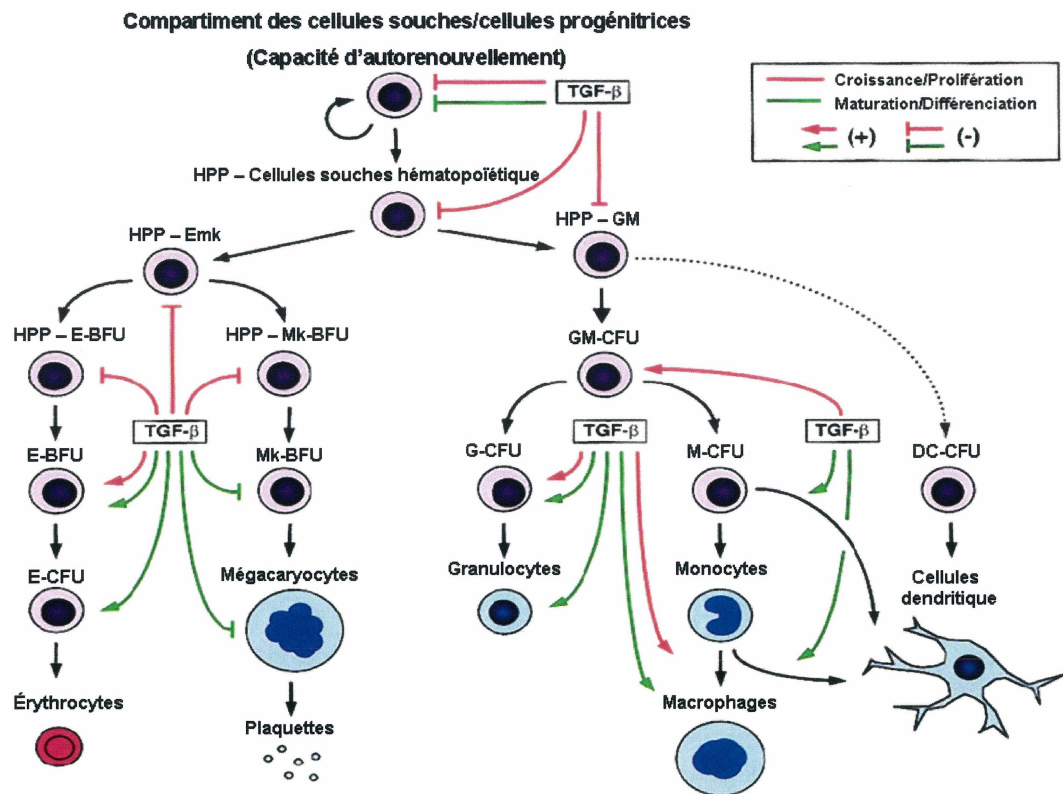 Compartiment des cellules souches/cellules progénitrices
(Capacité d'autorenouvellement)
TGF-β
Croissance/Prolifération
Maturation/Différenciation
(+)
(-)
HPP – Cellules souches hématopoïétique
HPP – Emk
HPP – GM
HPP – E-BFU
HPP – Mk-BFU
GM-CFU
TGF-β
TGF-β
TGF-β
E-BFU
Mk-BFU
G-CFU
M-CFU
DC-CFU
E-CFU
Mégacaryocytes
Granulocytes
Monocytes
Cellules
dendritique
Érythrocytes
Plaquettes
Macrophages